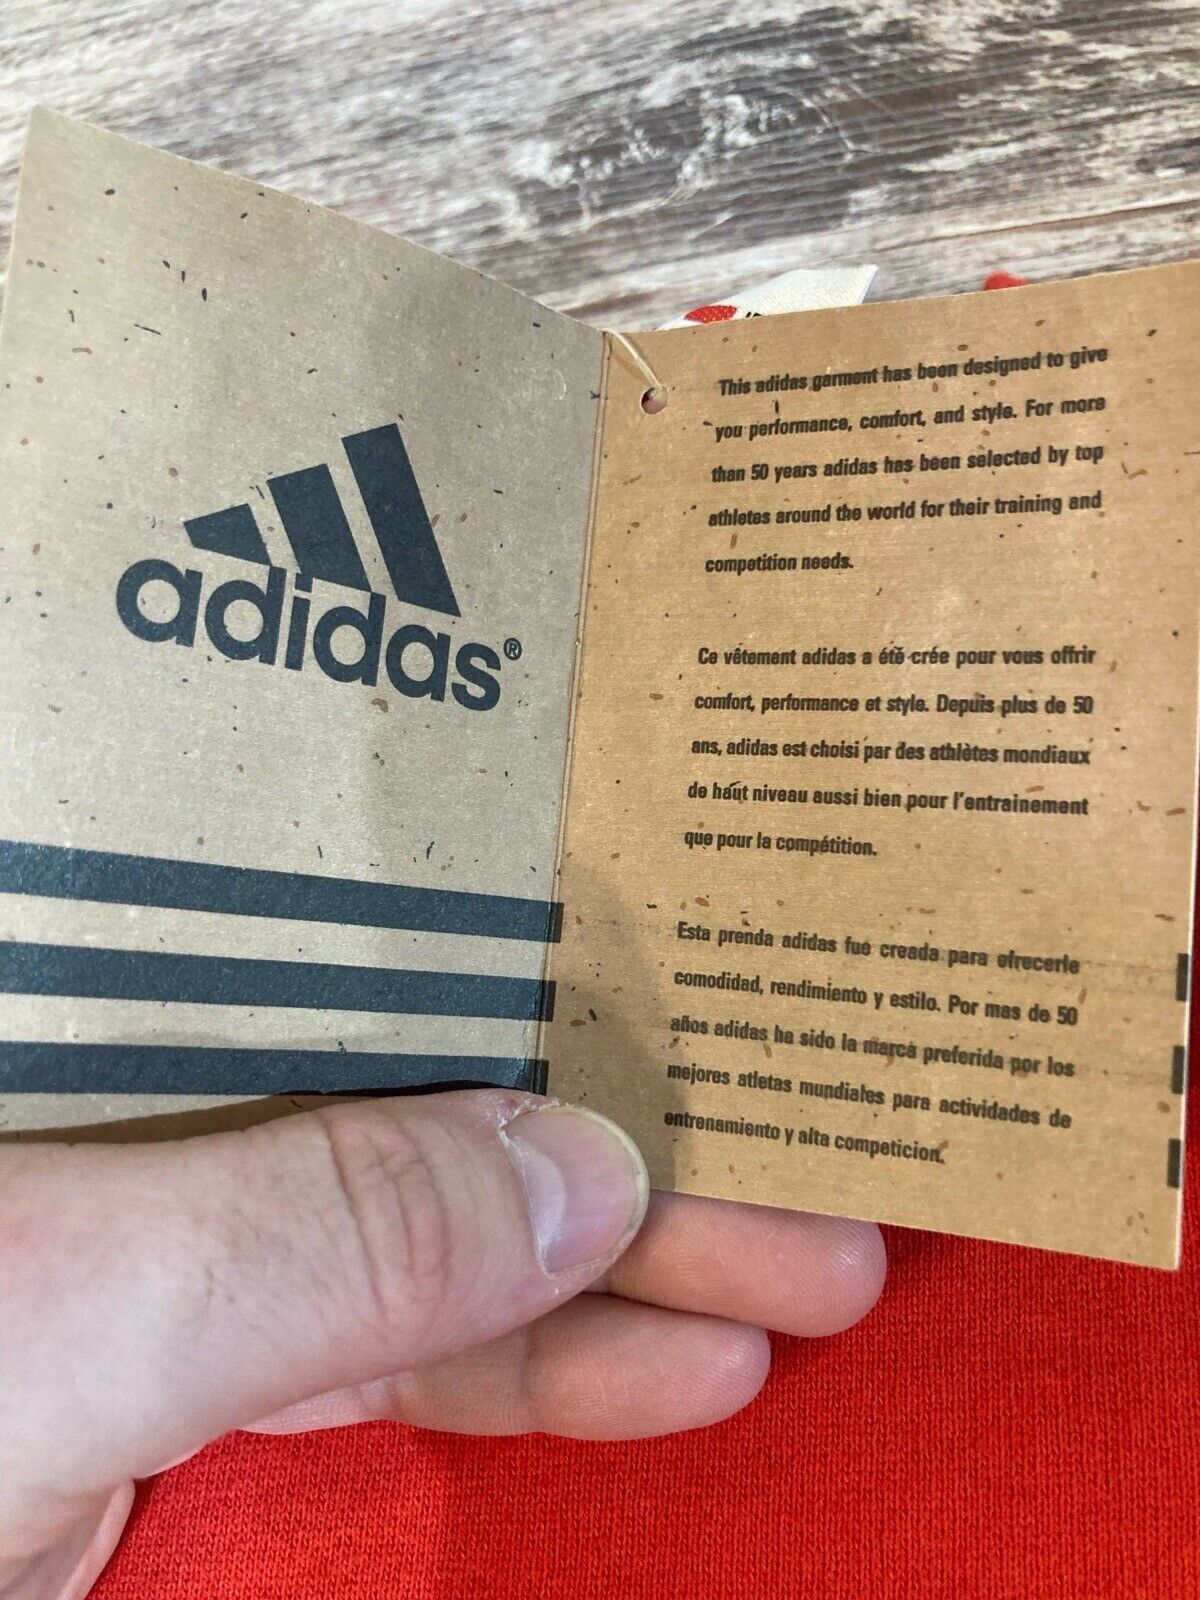 adidas®
This adidas garment has been designed to give
you performance, comfort, and style. For more
than 50 years adidas has been selected by top
athletes around the world for their training and
competition needs.
Ce vêtement adidas a été crée pour vous offrir
comfort, performance et style. Depuis plus de 50
ans, adidas est choisi par des athlètes mondiaux
de haut niveau aussi bien pour l'entrainement
que pour la compétition.
Esta prenda adidas fue creada para ofrecerle
comodidad, rendimiento y estilo. Por mas de 50
años adidas ha sido la marca preferida por los
mejores atletas mundiales para actividades de
entrenamiento y alta competicion.